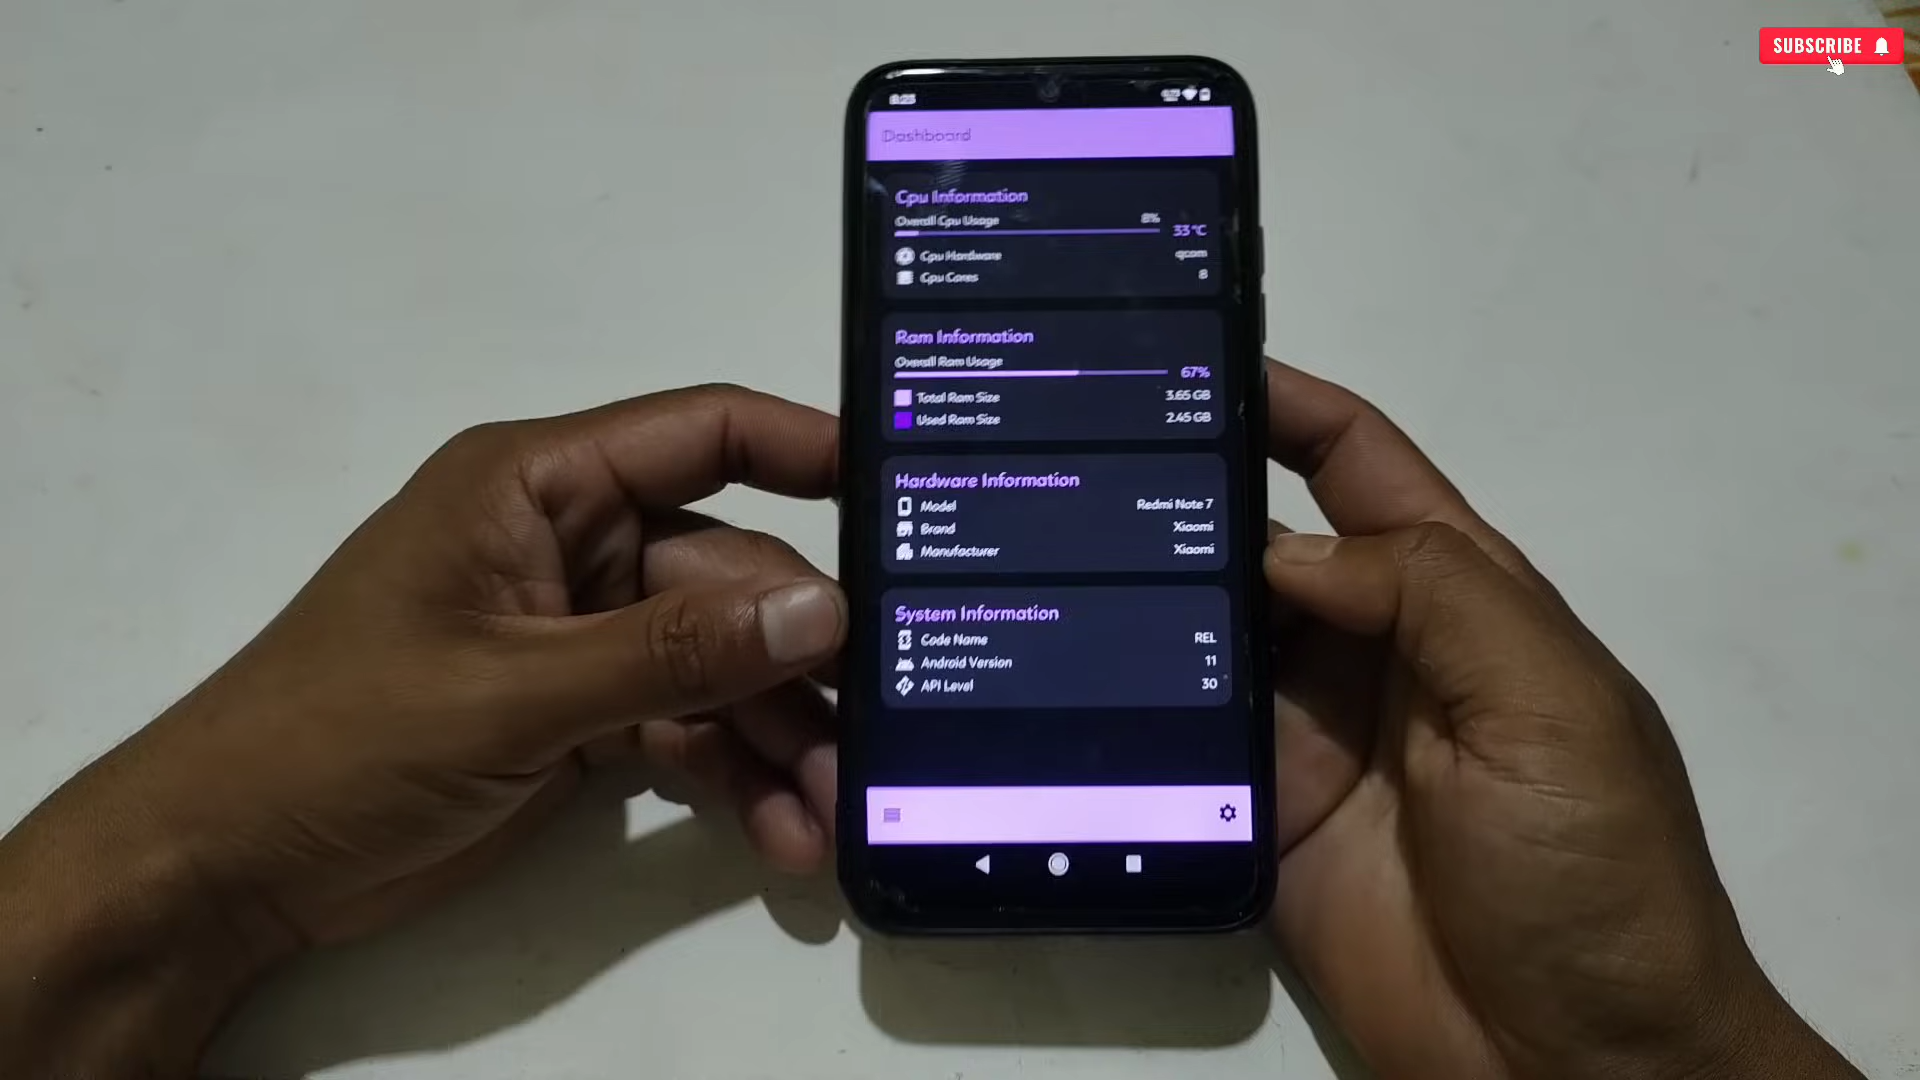 SUBSCRIBE
Dashboard
Cpu Information
Overall Cpu Usage 8%
33°C
Cpu Hardware qcom
Cpu Cores 8
Ram Information
Overall Ram Usage
67%
Total Ram Size 3.65 GB
Used Ram Size 2.45 GB
Hardware Information
Model Redmi Note 7
Brand Xiaomi
Manufacturer Xiaomi
System Information
Code Name REL
Android Version 11
API Level 30